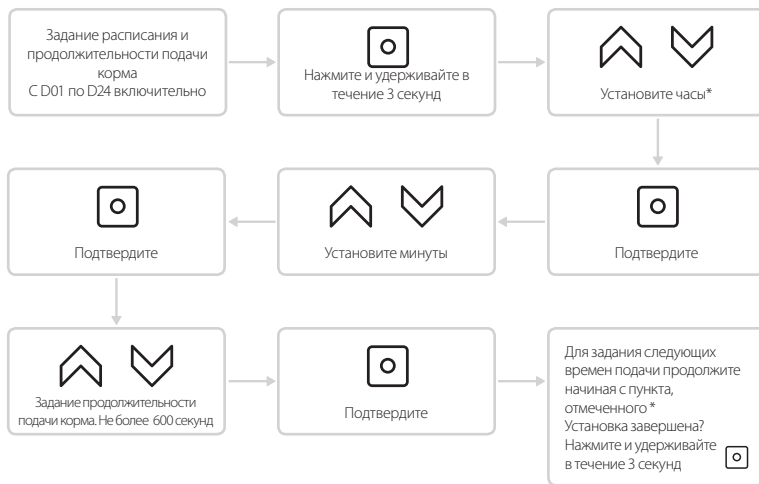 Задание расписания и
продолжительности подачи
корма
С D01 по D24 включительно
Нажмите и удерживайте в
течение 3 секунд
Установите часы*
Подтвердите
Установите минуты
Подтвердите
Задание продолжительности
подачи корма. Не более 600 секунд
Подтвердите
Для задания следующих
времен подачи продолжите
начиная с пункта,
отмеченного *
Установка завершена?
Нажмите и удерживайте
в течение 3 секунд